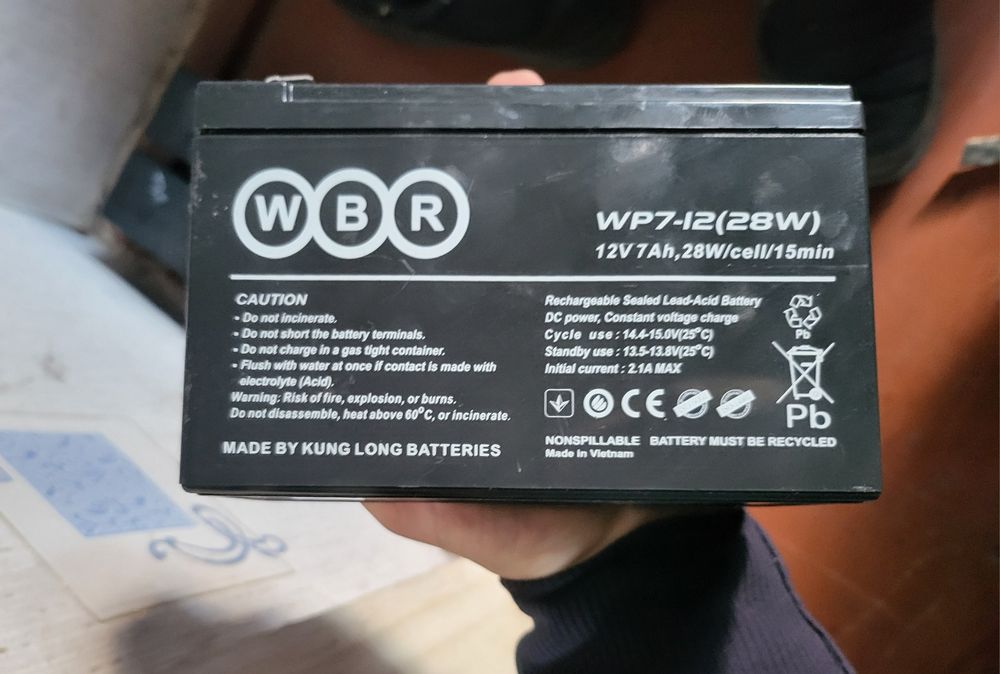 WBR
WP7-12(28W)
12V 7Ah,28W/cell/15min
CAUTION
- Do not incinerate.
- Do not short the battery terminals.
- Do not charge in a gas tight container.
- Flush with water at once if contact is made with
electrolyte (Acid).
Warning: Risk of fire, explosion, or burns.
Do not disassemble, heat above 60°C, or incinerate.
MADE BY KUNG LONG BATTERIES
Rechargeable Sealed Lead-Acid Battery
DC power, Constant voltage charge
Cycle use : 14.4-15.0V(25°C)
Standby use : 13.5-13.8V(25°C)
Initial current : 2.1A MAX
Pb
CE
Pb
NONSPILLABLE BATTERY MUST BE RECYCLED
Made in Vietnam